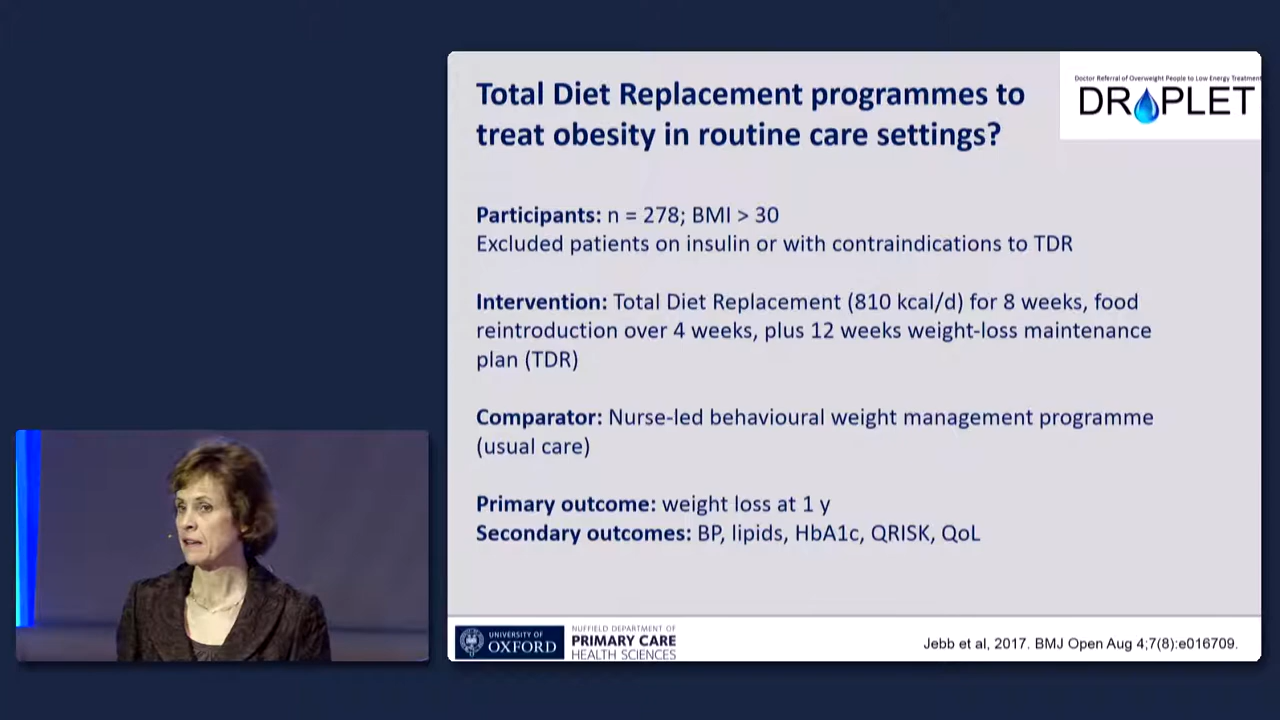 Total Diet Replacement programmes to
treat obesity in routine care settings?
Doctor Referral of Overweight People to Low Energy Treatment
DROPLET
Participants: n = 278; BMI > 30
Excluded patients on insulin or with contraindications to TDR
Intervention: Total Diet Replacement (810 kcal/d) for 8 weeks, food
reintroduction over 4 weeks, plus 12 weeks weight-loss maintenance
plan (TDR)
Comparator: Nurse-led behavioural weight management programme
(usual care)
Primary outcome: weight loss at 1 y
Secondary outcomes: BP, lipids, HbA1c, QRISK, QoL
UNIVERSITY OF
OXFORD
NUFFIELD DEPARTMENT OF
PRIMARY CARE
HEALTH SCIENCES
Jebb et al, 2017. BMJ Open Aug 4;7(8):e016709.